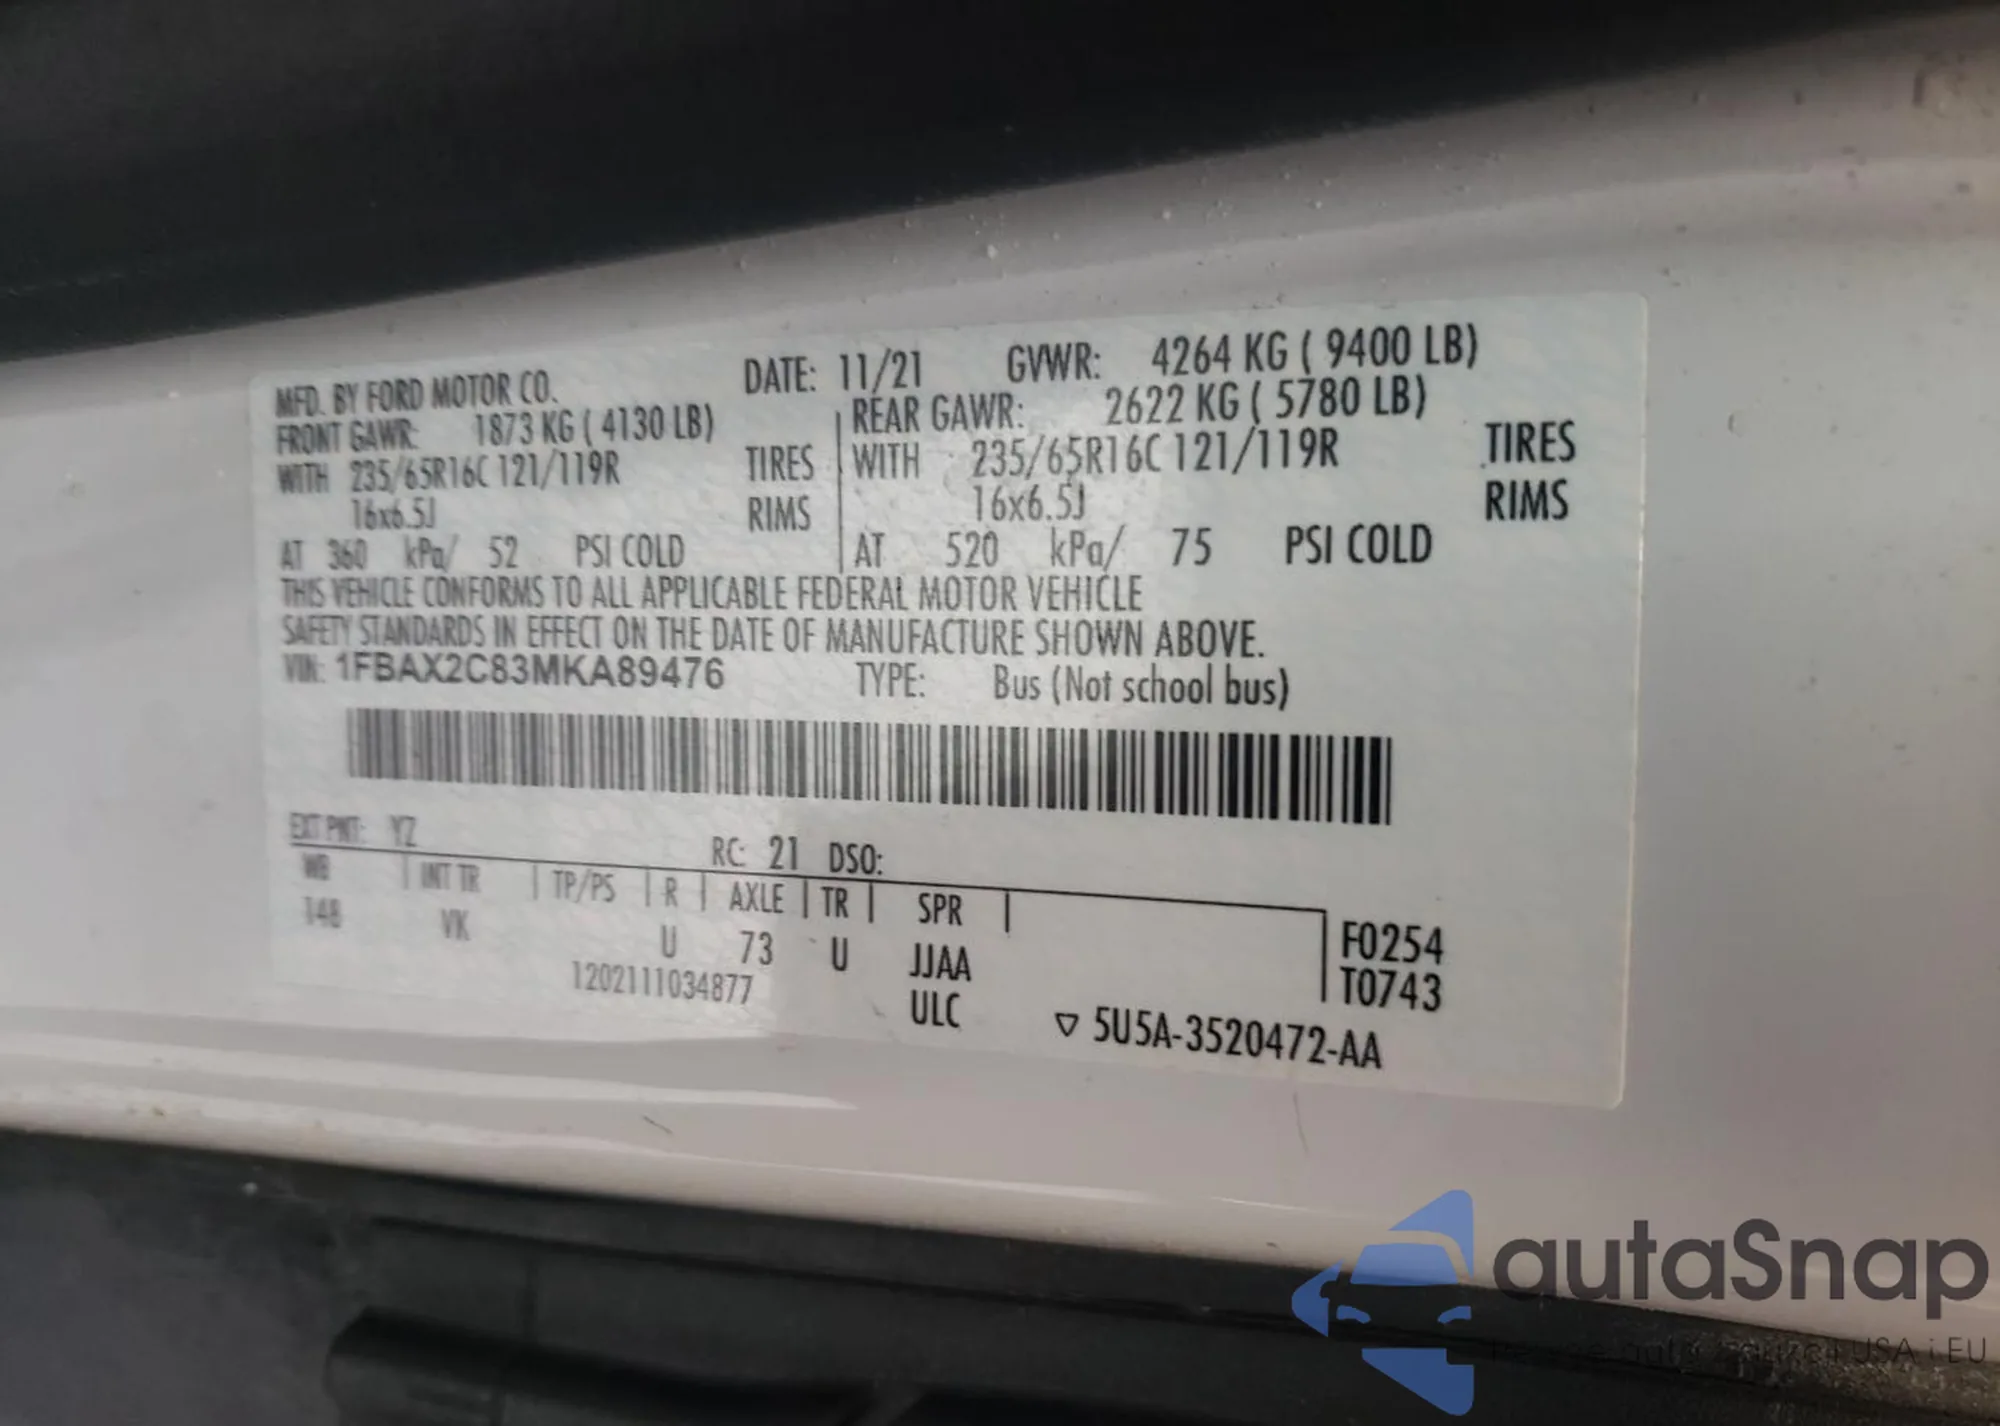 MFD. BY FORD MOTOR CO. DATE: 11/21 GVWR: 4264 KG ( 9400 LB)
FRONT GAWR: 1873 KG ( 4130 LB) REAR GAWR: 2622 KG ( 5780 LB)
WITH 235/65R16C 121/119R TIRES WITH 235/65R16C 121/119R TIRES
16x6.5J RIMS 16x6.5J RIMS
AT 360 kPa/ 52 PSI COLD AT 520 kPa/ 75 PSI COLD
THIS VEHICLE CONFORMS TO ALL APPLICABLE FEDERAL MOTOR VEHICLE
SAFETY STANDARDS IN EFFECT ON THE DATE OF MANUFACTURE SHOWN ABOVE.
VIN: 1FBAX2C83MKA89476 TYPE: Bus (Not school bus)
EXT PNT: YZ RC: 21 DSO:
WB INT TR TP/PS R AXLE TR SPR
148 VK U 73 U JJAA F0254
1202111034877 ULC T0743
5U5A-3520472-AA
autaSnap
auta USA i EU